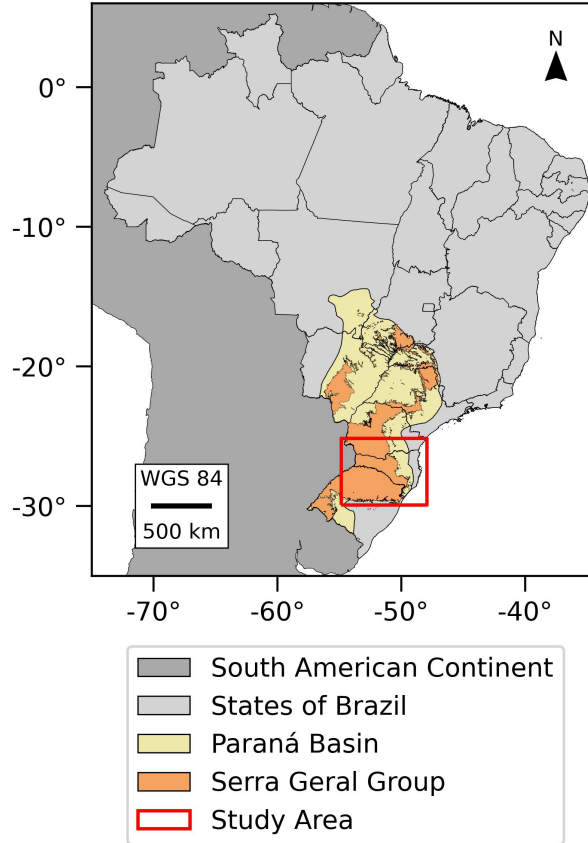 N
0°
-10°
-20°
-30°
WGS 84
500 km
-70°
-60°
-50°
-40°
South American Continent
States of Brazil
Paraná Basin
Serra Geral Group
Study Area